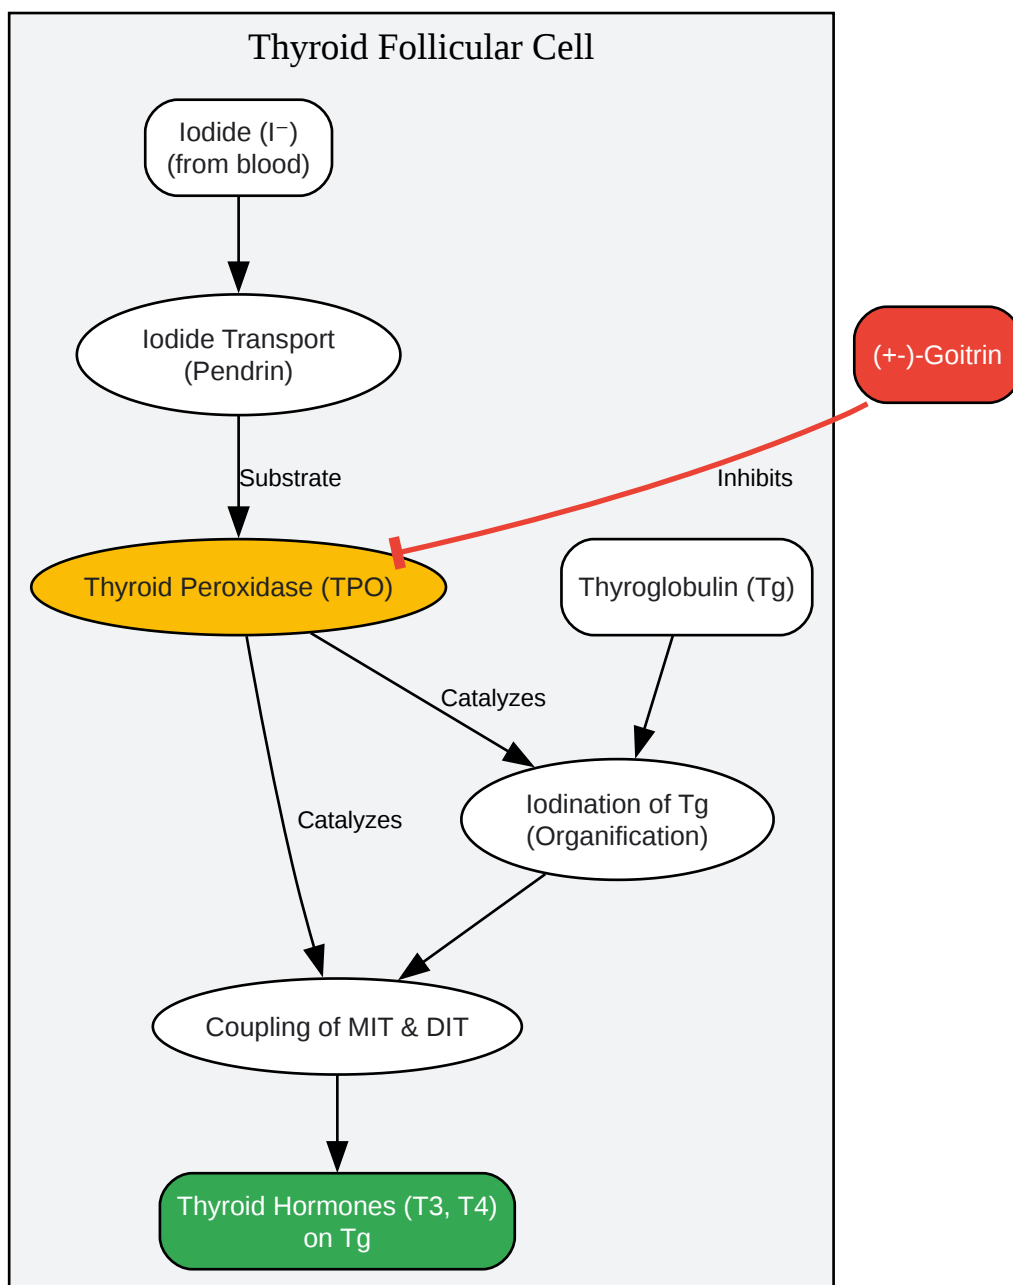 Thyroid Follicular Cell
Iodide (I⁻)
(from blood)
Iodide Transport
(Pendrin)
(+-)-Goitrin
Substrate
Inhibits
Thyroid Peroxidase (TPO)
Thyroglobulin (Tg)
Catalyzes
Catalyzes
Iodination of Tg
(Organification)
Coupling of MIT & DIT
Thyroid Hormones (T3, T4)
on Tg